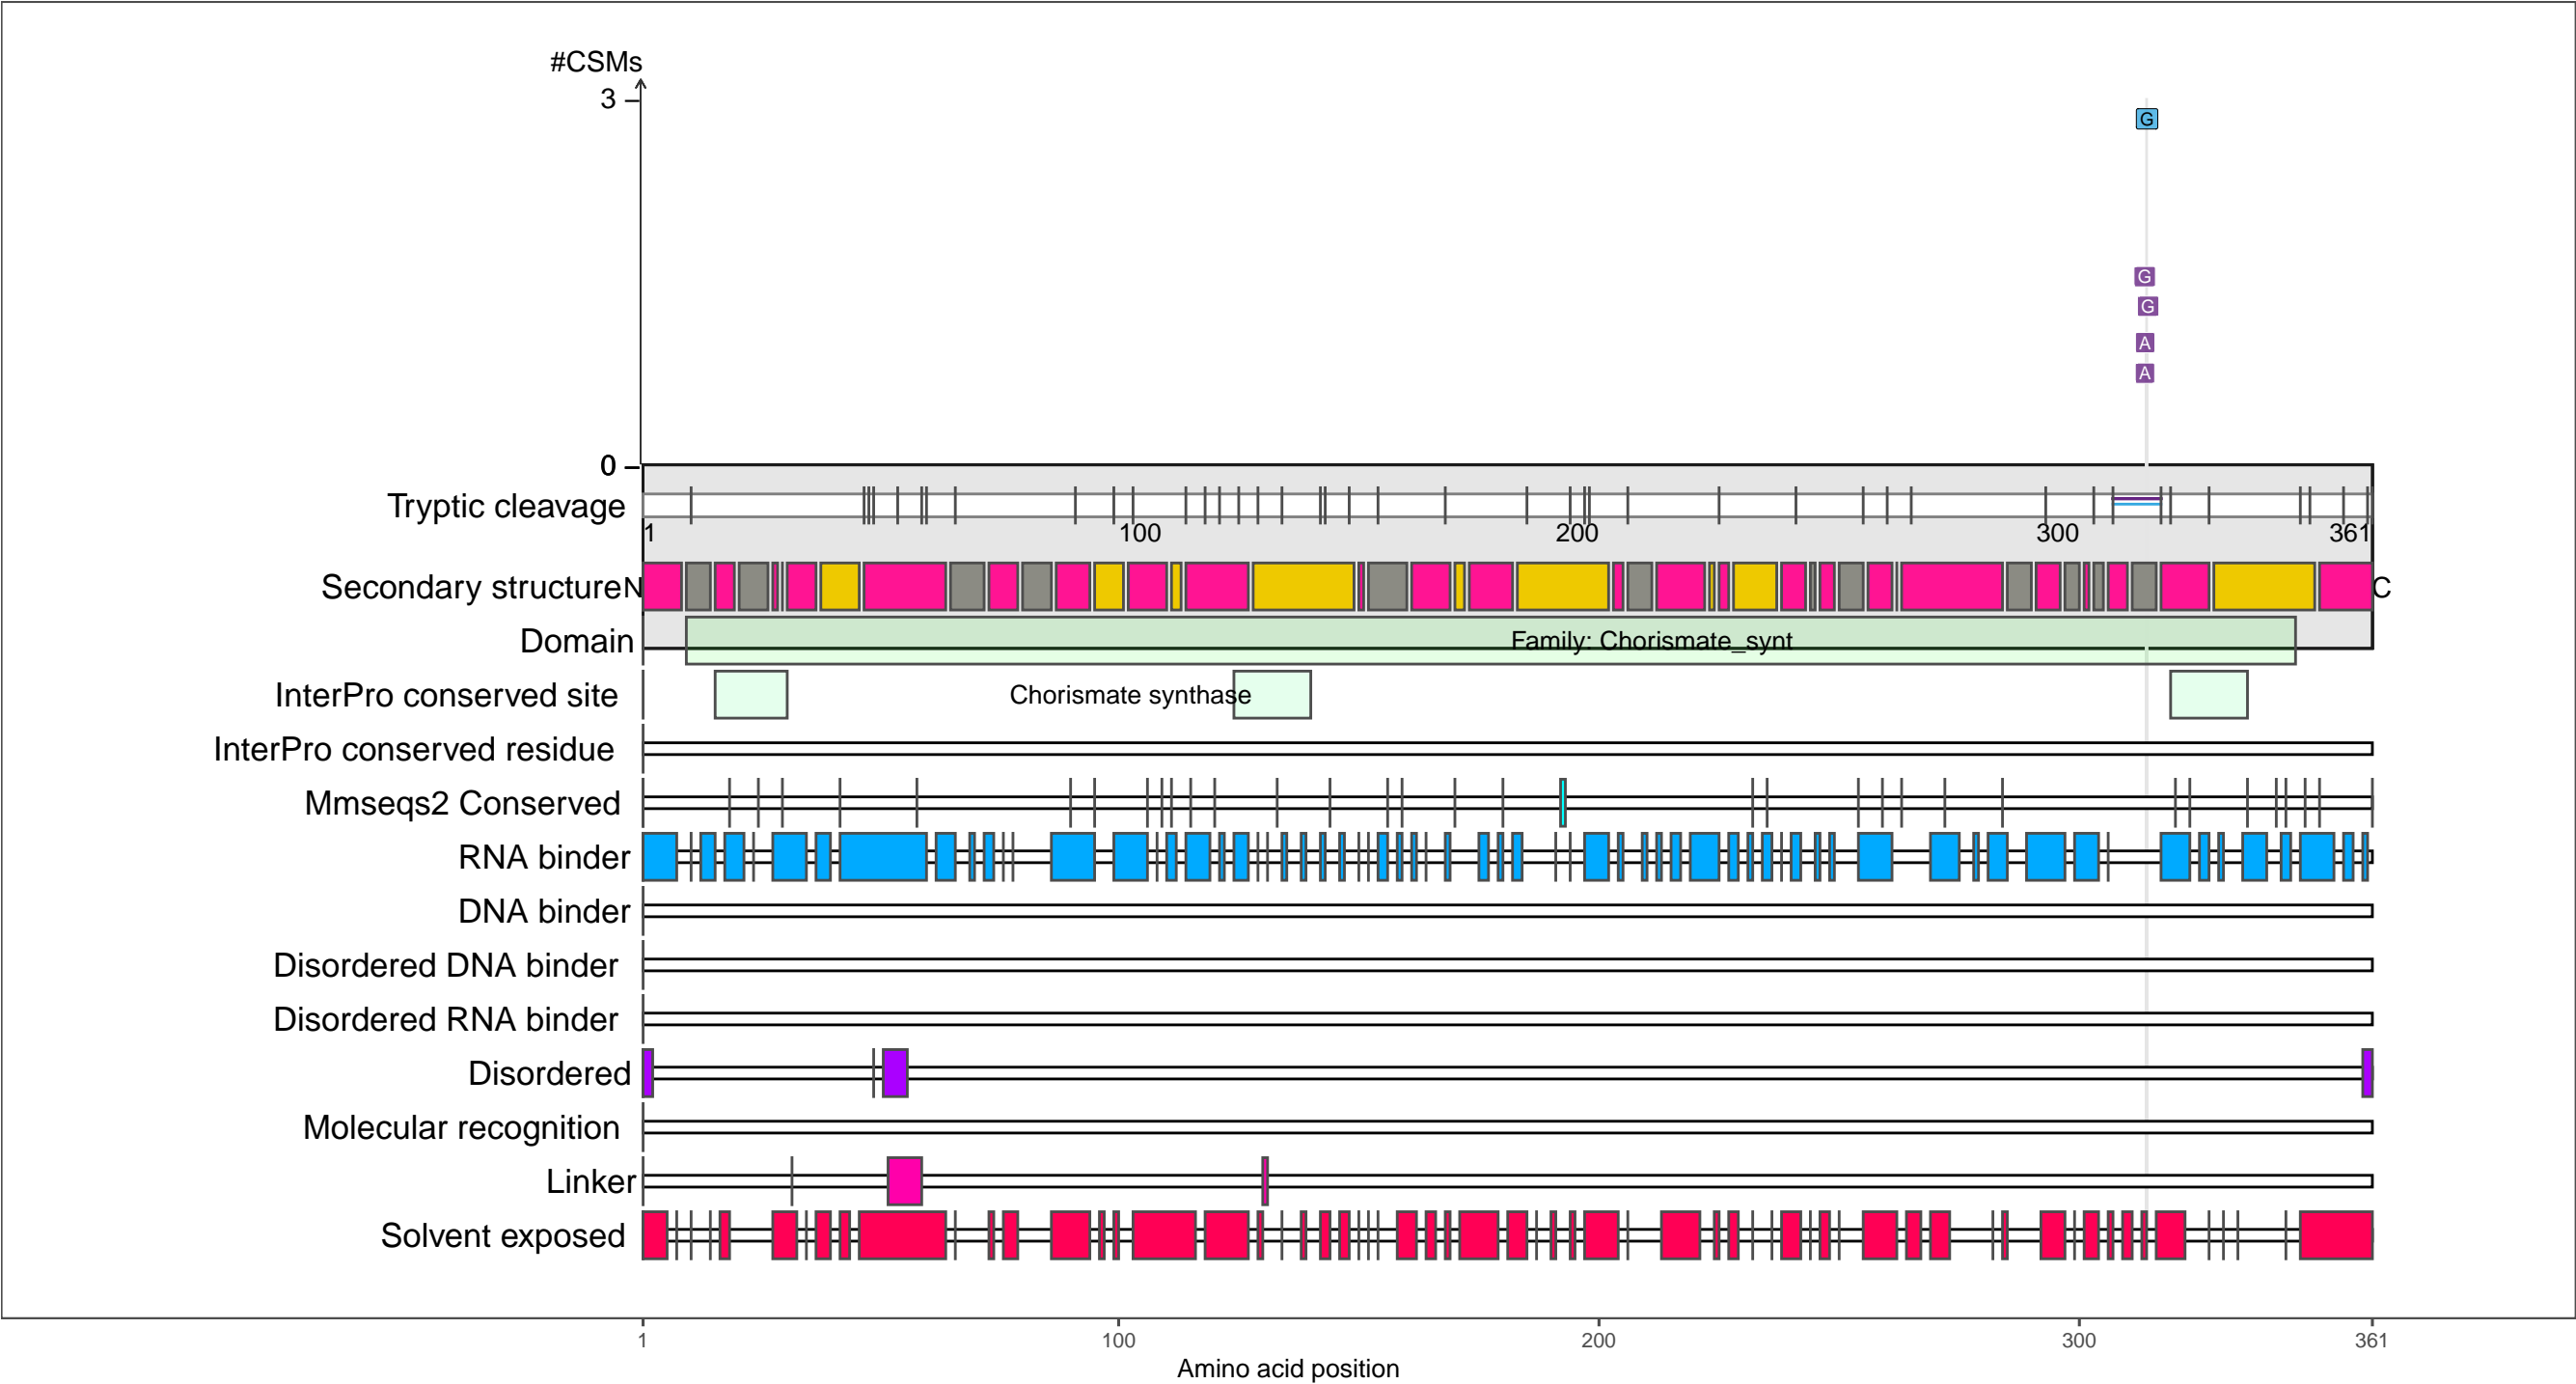 #CSMs
3
G
G
G
A
A
0
Tryptic cleavage
1 100 200 300 361
Secondary structure N C
Domain Family: Chorismate_synt
InterPro conserved site Chorismate synthase
InterPro conserved residue
Mmseqs2 Conserved
RNA binder
DNA binder
Disordered DNA binder
Disordered RNA binder
Disordered
Molecular recognition
Linker
Solvent exposed
1 100 200 300 361
Amino acid position